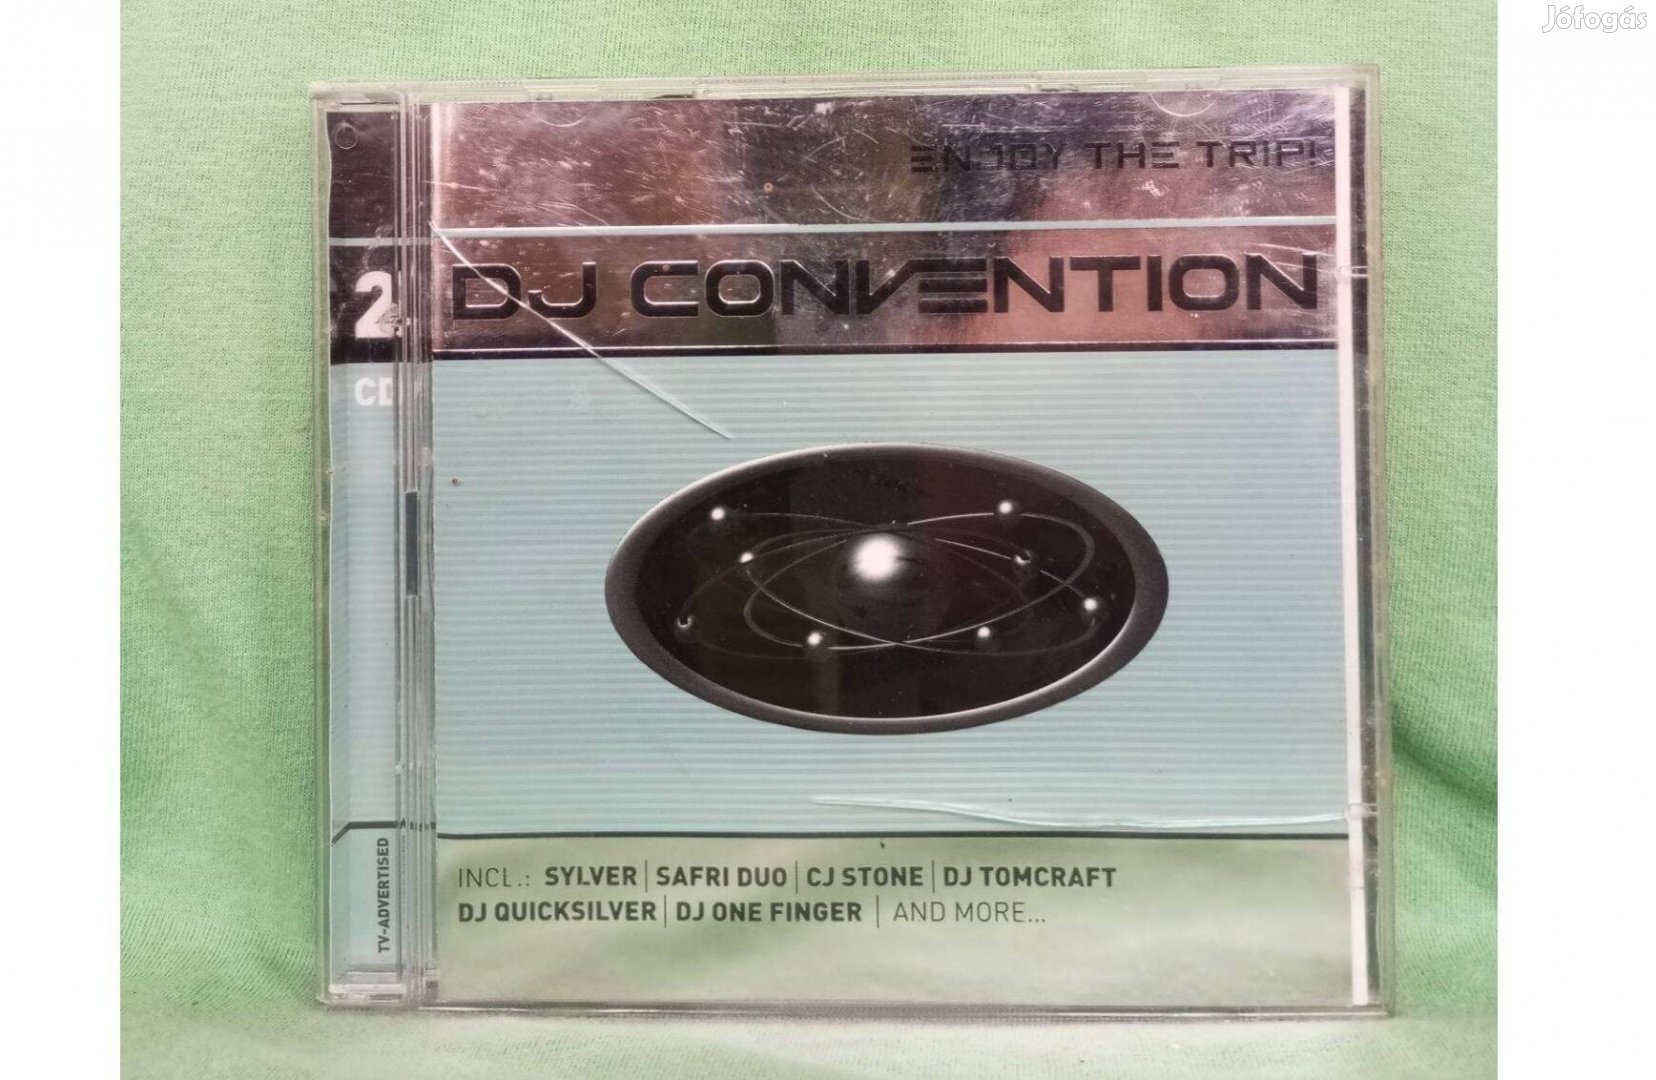 Jófogás
ENJOY THE TRIP!
2
DJ CONVENTION
CD
TV-ADVERTISED
INCL.: SYLVER | SAFRI DUO | CJ STONE | DJ TOMCRAFT
DJ QUICKSILVER | DJ ONE FINGER | AND MORE...